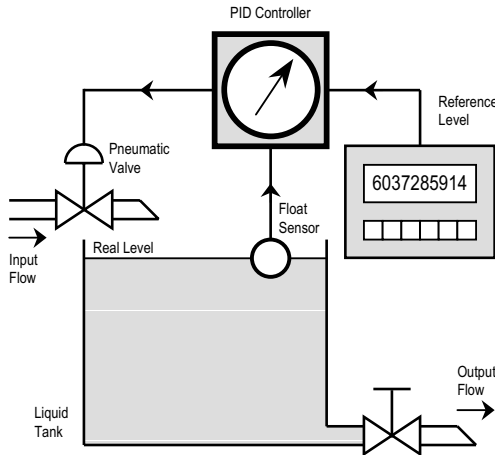 PID Controller
Reference
Level
Pneumatic
Valve
6037285914
Float
Sensor
Input
Flow
Real Level
Output
Flow
Liquid
Tank